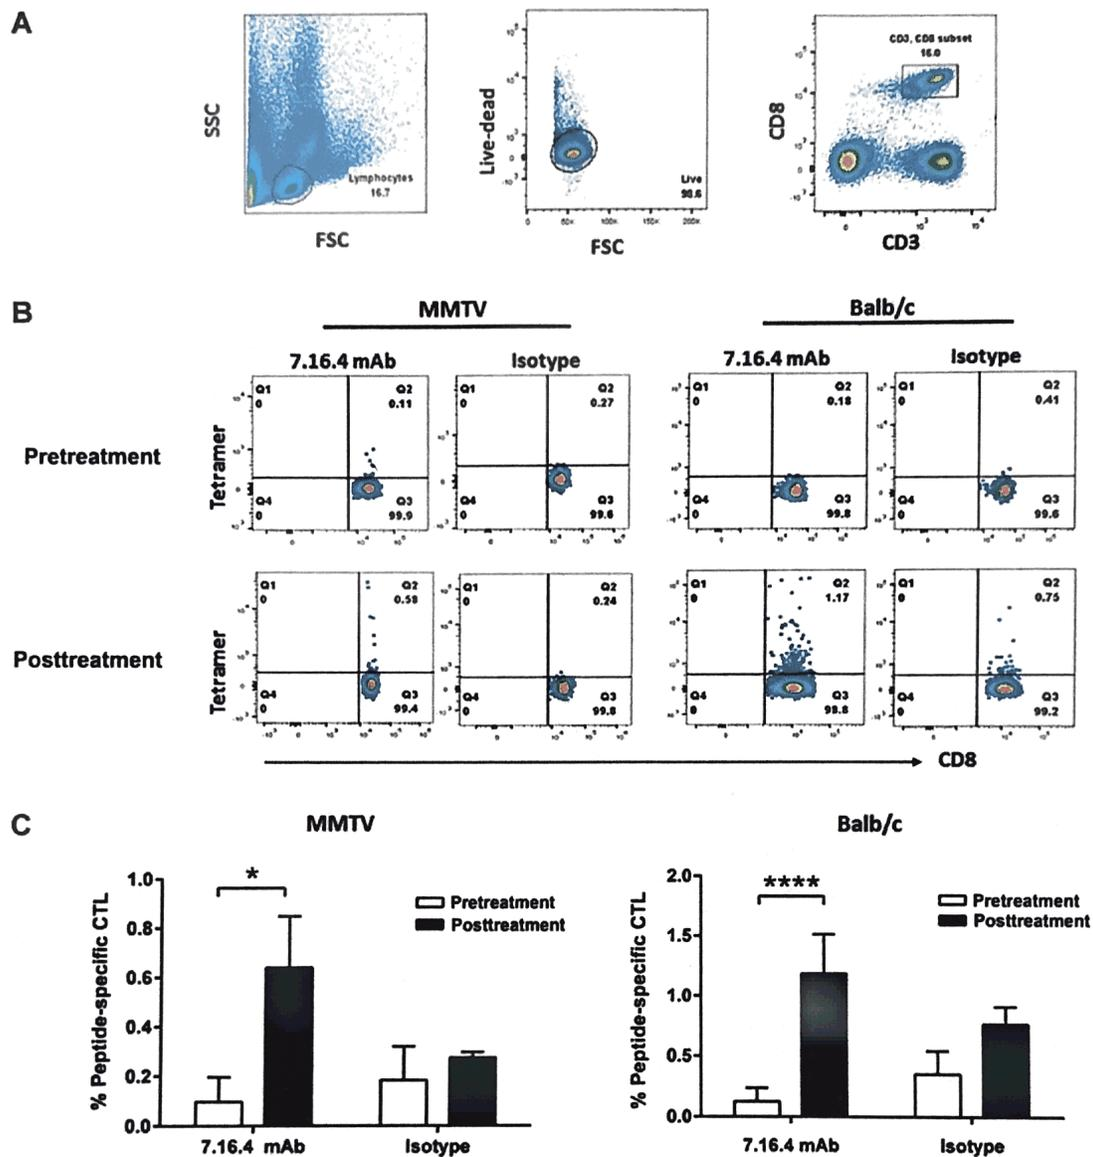 A
SSC
Lymphocytes
16.7
FSC
Live-dead
Live
98.6
0 50K 100K 150K 200K
FSC
CD8
CD3, CD8 subset
16.0
CD3
B
MMTV
Balb/c
7.16.4 mAb
Isotype
7.16.4 mAb
Isotype
Pretreatment
Tetramer
Q1
0
Q2
0.11
Q4
0
Q3
99.9
Q1
0
Q2
0.27
Q4
0
Q3
99.6
Q1
0
Q2
0.18
Q4
0
Q3
99.8
Q1
0
Q2
0.41
Q4
0
Q3
99.6
Posttreatment
Tetramer
Q1
0
Q2
0.58
Q4
0
Q3
99.4
Q1
0
Q2
0.24
Q4
0
Q3
99.8
Q1
0
Q2
1.17
Q4
0
Q3
98.8
Q1
0
Q2
0.75
Q4
0
Q3
99.2
CD8
C
MMTV
% Peptide-specific CTL
1.0
0.8
0.6
0.4
0.2
0.0
*
Pretreatment
Posttreatment
7.16.4 mAb
Isotype
Balb/c
% Peptide-specific CTL
2.0
1.5
1.0
0.5
0.0
****
Pretreatment
Posttreatment
7.16.4 mAb
Isotype